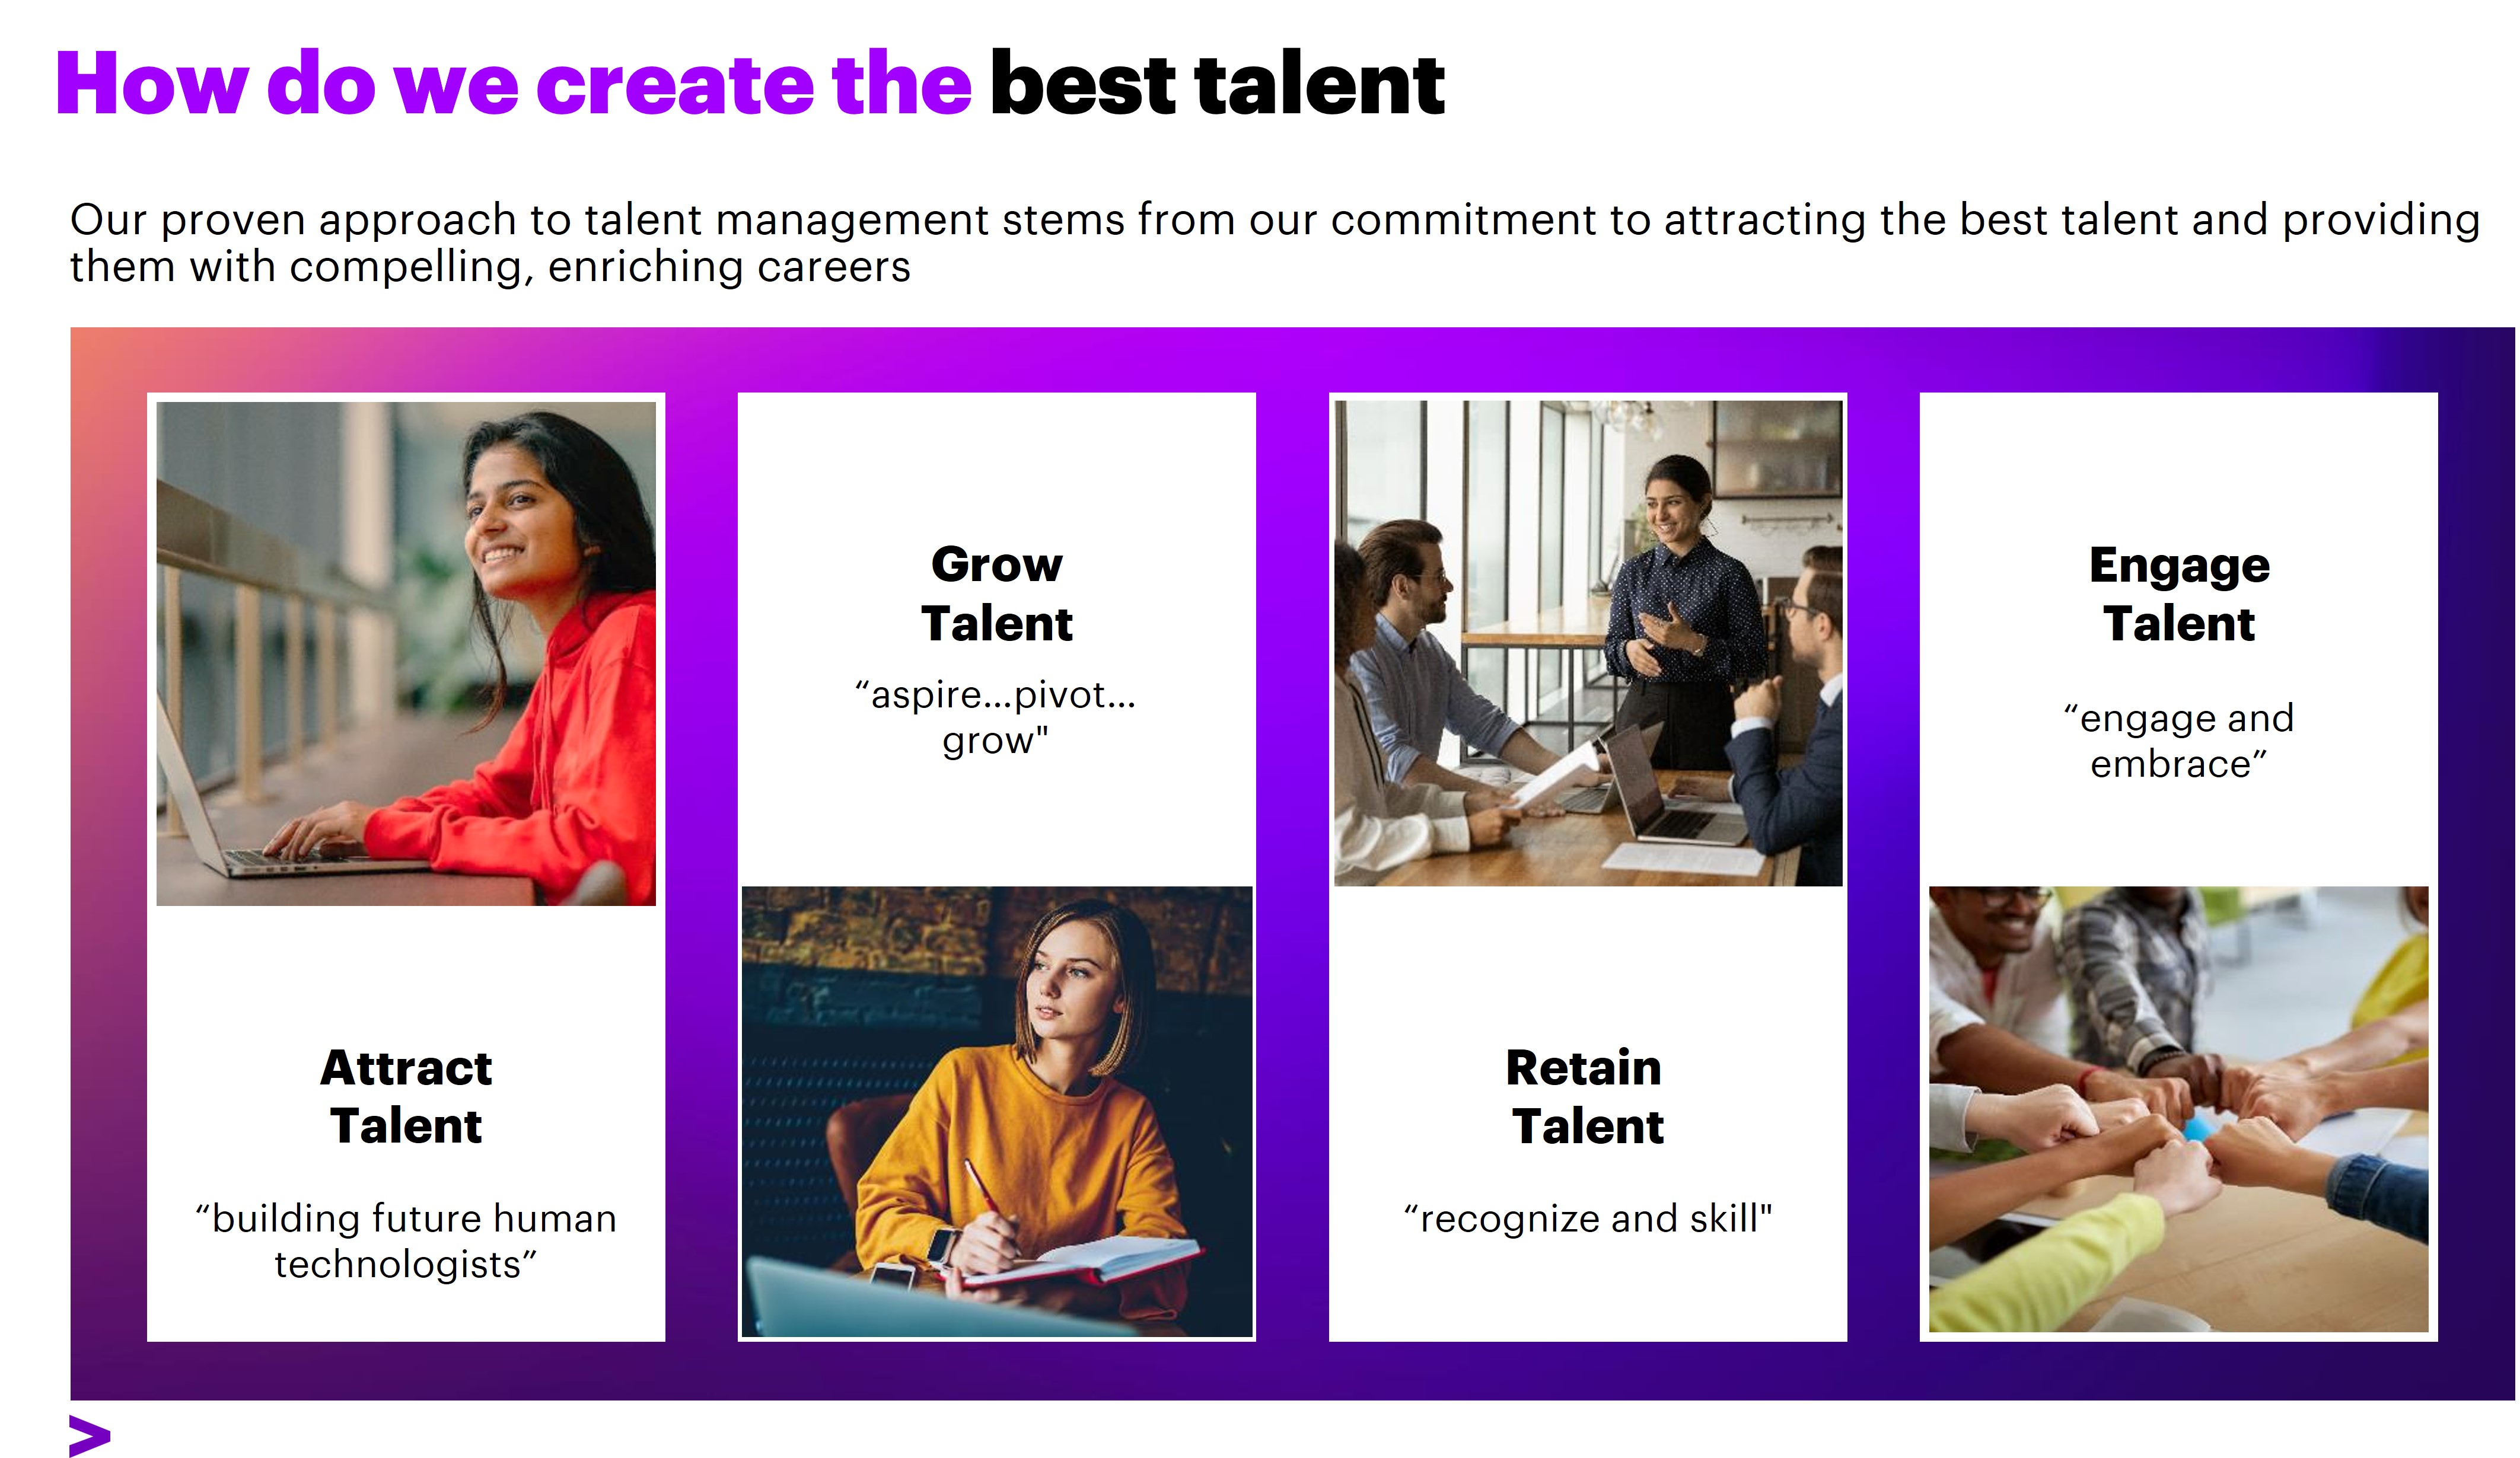 How do we create the best talent
Our proven approach to talent management stems from our commitment to attracting the best talent and providing
them with compelling, enriching careers
Attract
Talent
“building future human
technologists”
Grow
Talent
“aspire...pivot...
grow"
Retain
Talent
“recognize and skill"
Engage
Talent
“engage and
embrace”
>